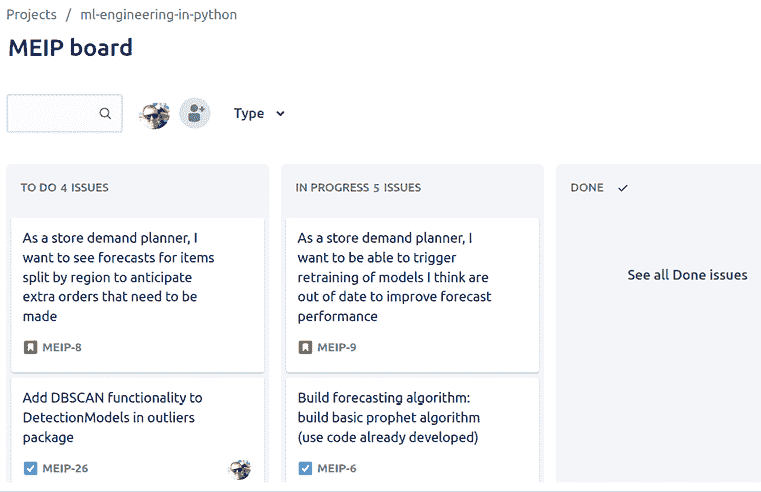 Projects / ml-engineering-in-python
MEIP board
Type
TO DO 4 ISSUES
As a store demand planner, I
want to see forecasts for items
split by region to anticipate
extra orders that need to be
made
MEIP-8
Add DBSCAN functionality to
DetectionModels in outliers
package
MEIP-26
IN PROGRESS 5 ISSUES
As a store demand planner, I
want to be able to trigger
retraining of models I think are
out of date to improve forecast
performance
MEIP-9
Build forecasting algorithm:
build basic prophet algorithm
(use code already developed)
MEIP-6
DONE
See all Done issues